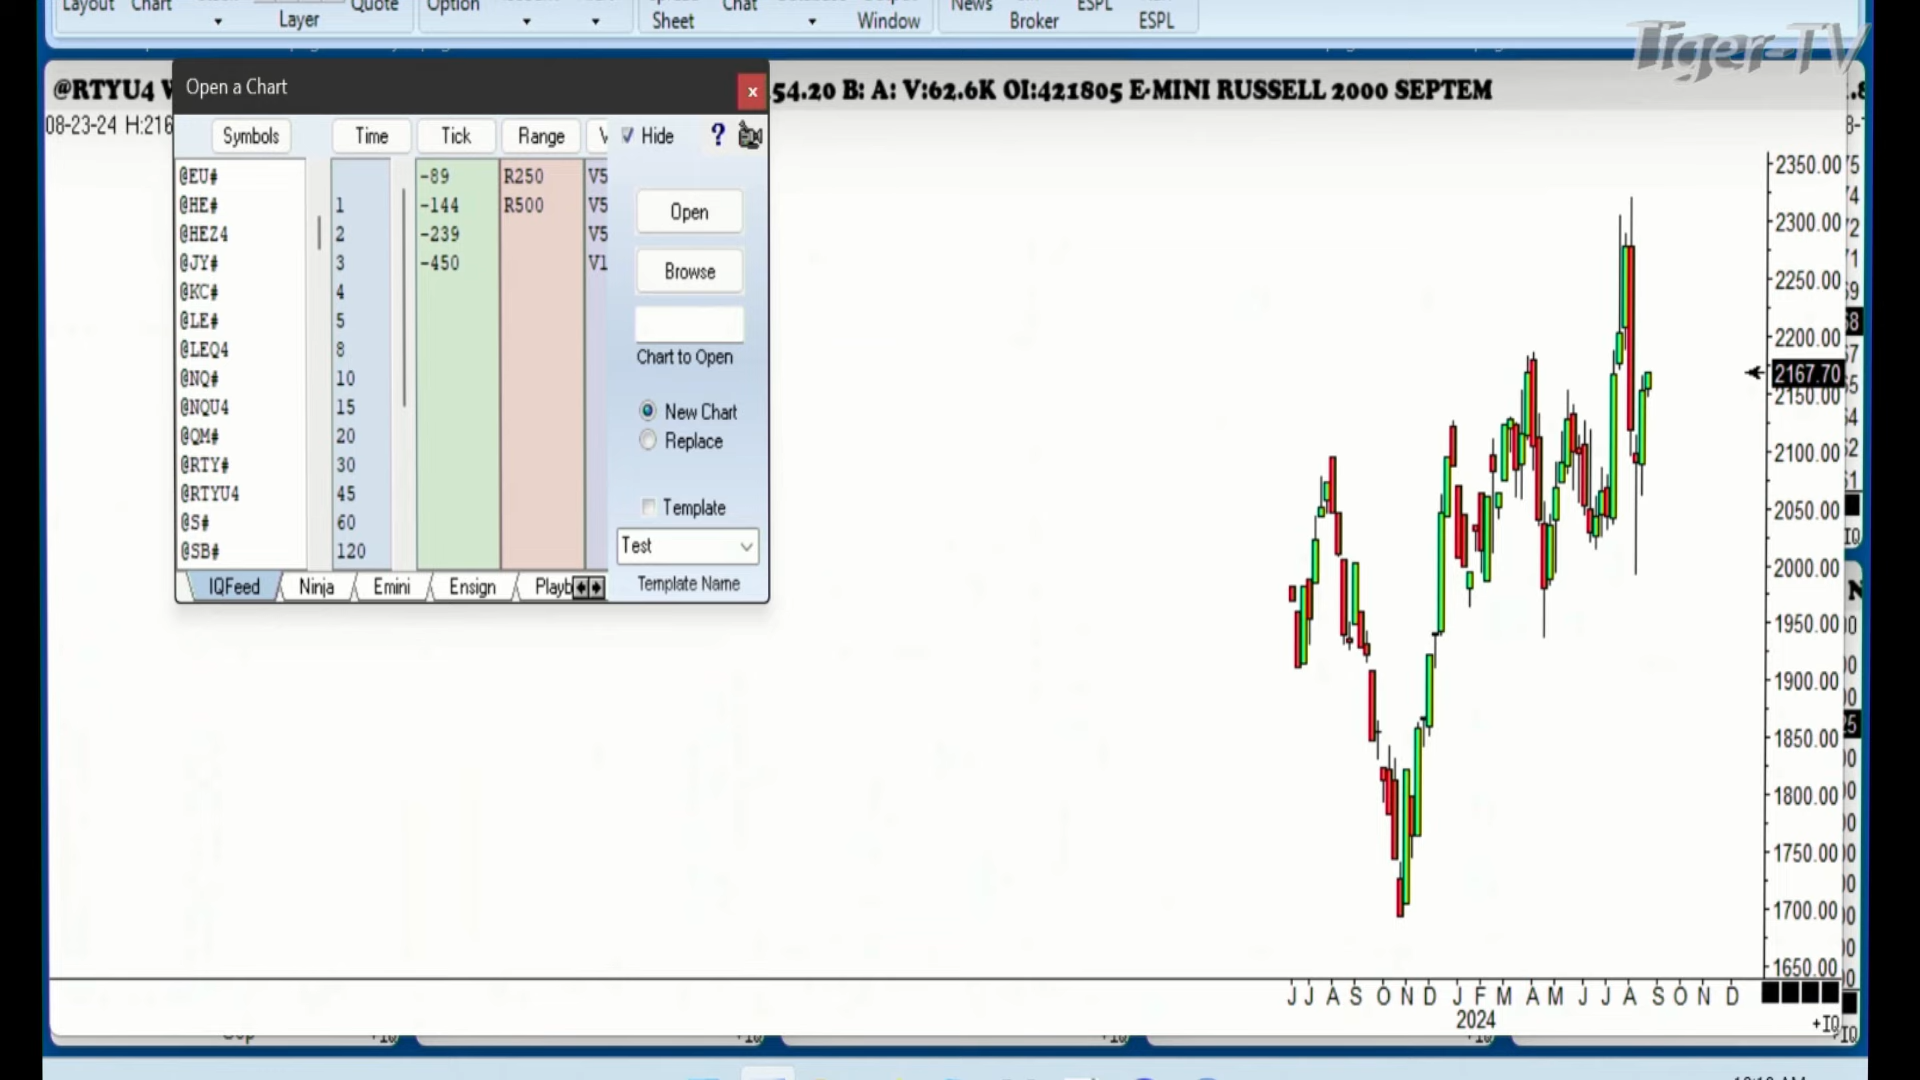 Layout Chart Quote Option Chat News ESPL
Layer Sheet Window Broker ESPL
Tiger-TV
@RTYU4 54.20 B: A: V:62.6K OI:421805 E-MINI RUSSELL 2000 SEPTEM
08-23-24 H:216
Open a Chart
x
Symbols Time Tick Range Hide ?
@EU# -89 R250 V5
@HE# 1 -144 R500 V5
@HEZ4 2 -239 V5
@JY# 3 -450 V1
@KC# 4
@LE# 5
@LEQ4 8
@NQ# 10
@NQU4 15
@QM# 20
@RTY# 30
@RTYU4 45
@S# 60
@SB# 120
Open
Browse
Chart to Open
New Chart
Replace
Template
Test
Template Name
IQFeed Ninja Emini Ensign Playb
2350.00
2300.00
2250.00
2200.00
2167.70
2150.00
2100.00
2050.00
2000.00
1950.00
1900.00
1850.00
1800.00
1750.00
1700.00
1650.00
J J A S O N D J F M A M J J A S O N D
2024
+IQ